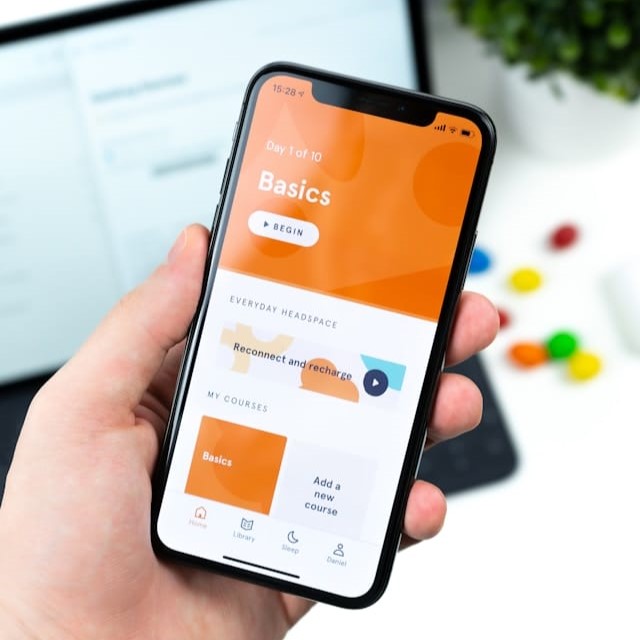 15:28
Day 1 of 10
Basics
BEGIN
EVERYDAY HEADSPACE
Reconnect and recharge
MY COURSES
Basics
Add a
new
course
Home
Library
Sleep
Daniel